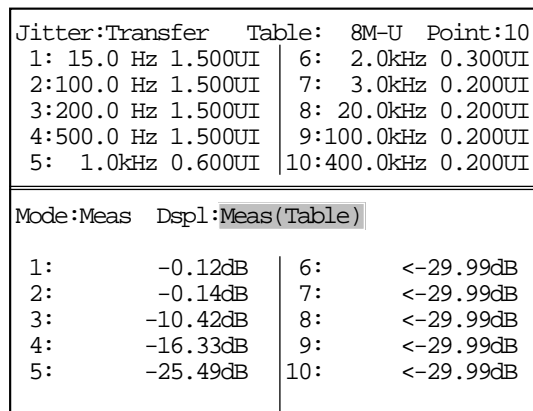 Jitter:Transfer Table: 8M-U Point:10
1: 15.0 Hz 1.500UI 6: 2.0kHz 0.300UI
2:100.0 Hz 1.500UI 7: 3.0kHz 0.200UI
3:200.0 Hz 1.500UI 8: 20.0kHz 0.200UI
4:500.0 Hz 1.500UI 9:100.0kHz 0.200UI
5: 1.0kHz 0.600UI 10:400.0kHz 0.200UI
Mode:Meas Dspl:Meas(Table)
1: -0.12dB 6: <-29.99dB
2: -0.14dB 7: <-29.99dB
3: -10.42dB 8: <-29.99dB
4: -16.33dB 9: <-29.99dB
5: -25.49dB 10: <-29.99dB